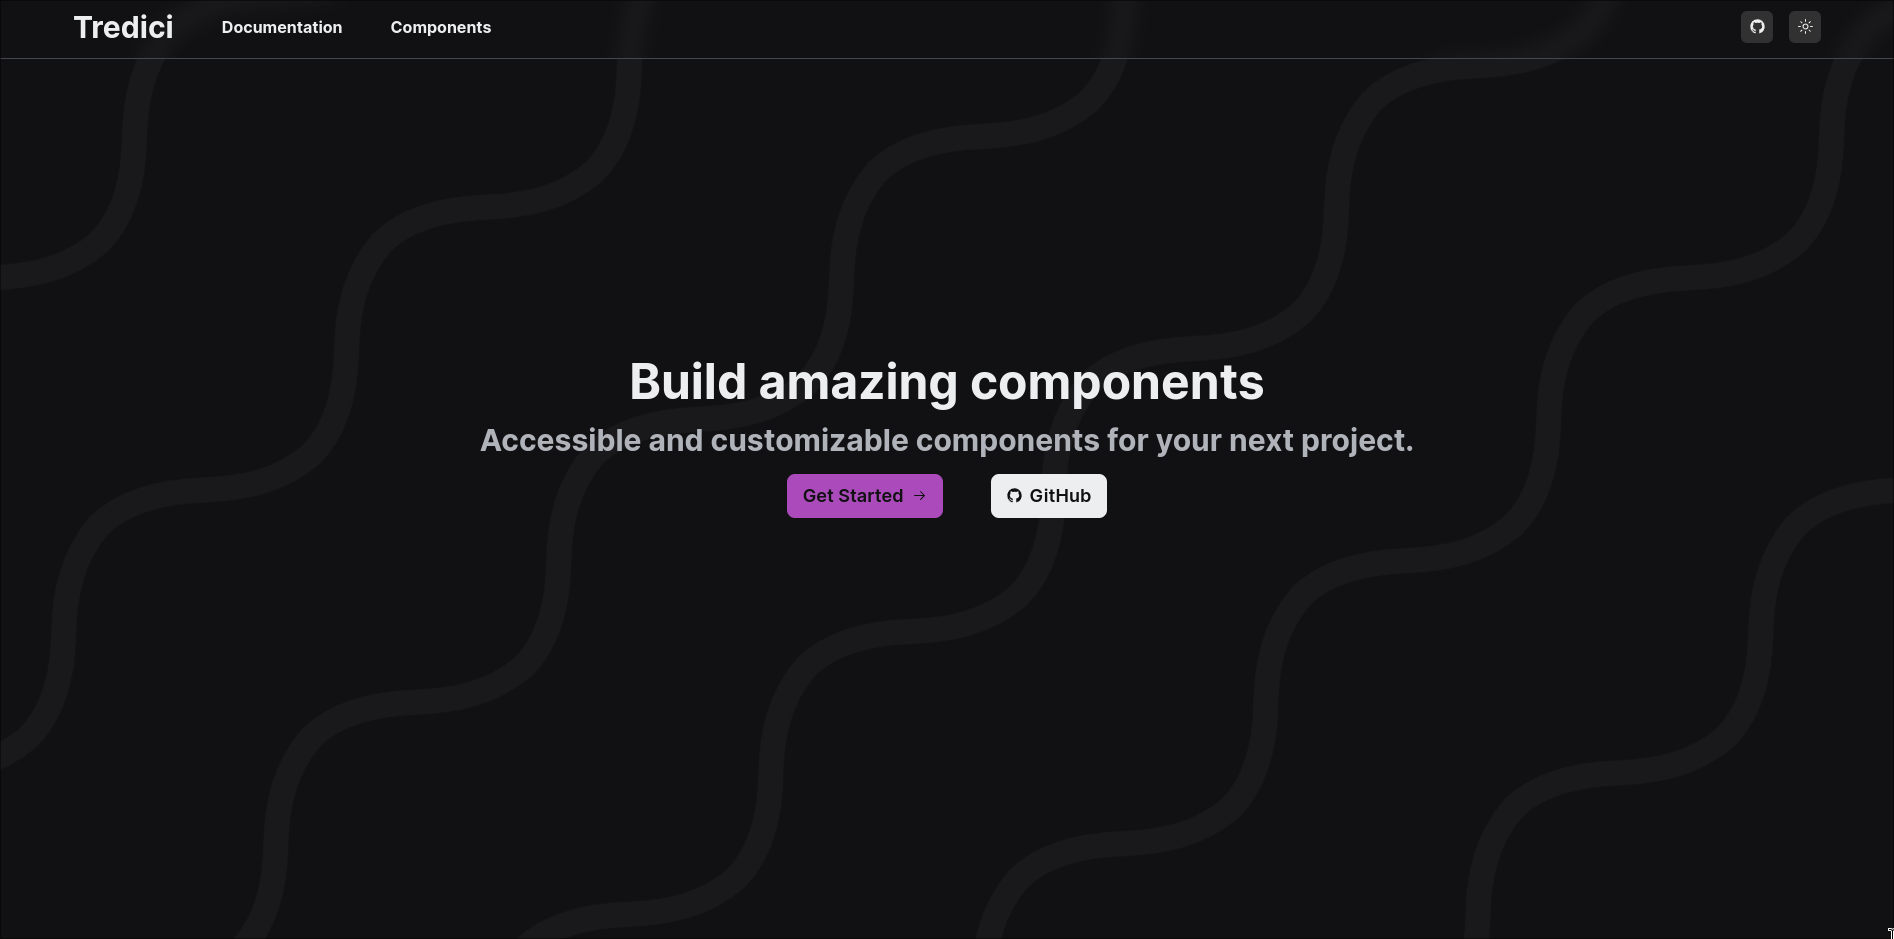 Tredici Documentation Components
Build amazing components
Accessible and customizable components for your next project.
Get Started → GitHub